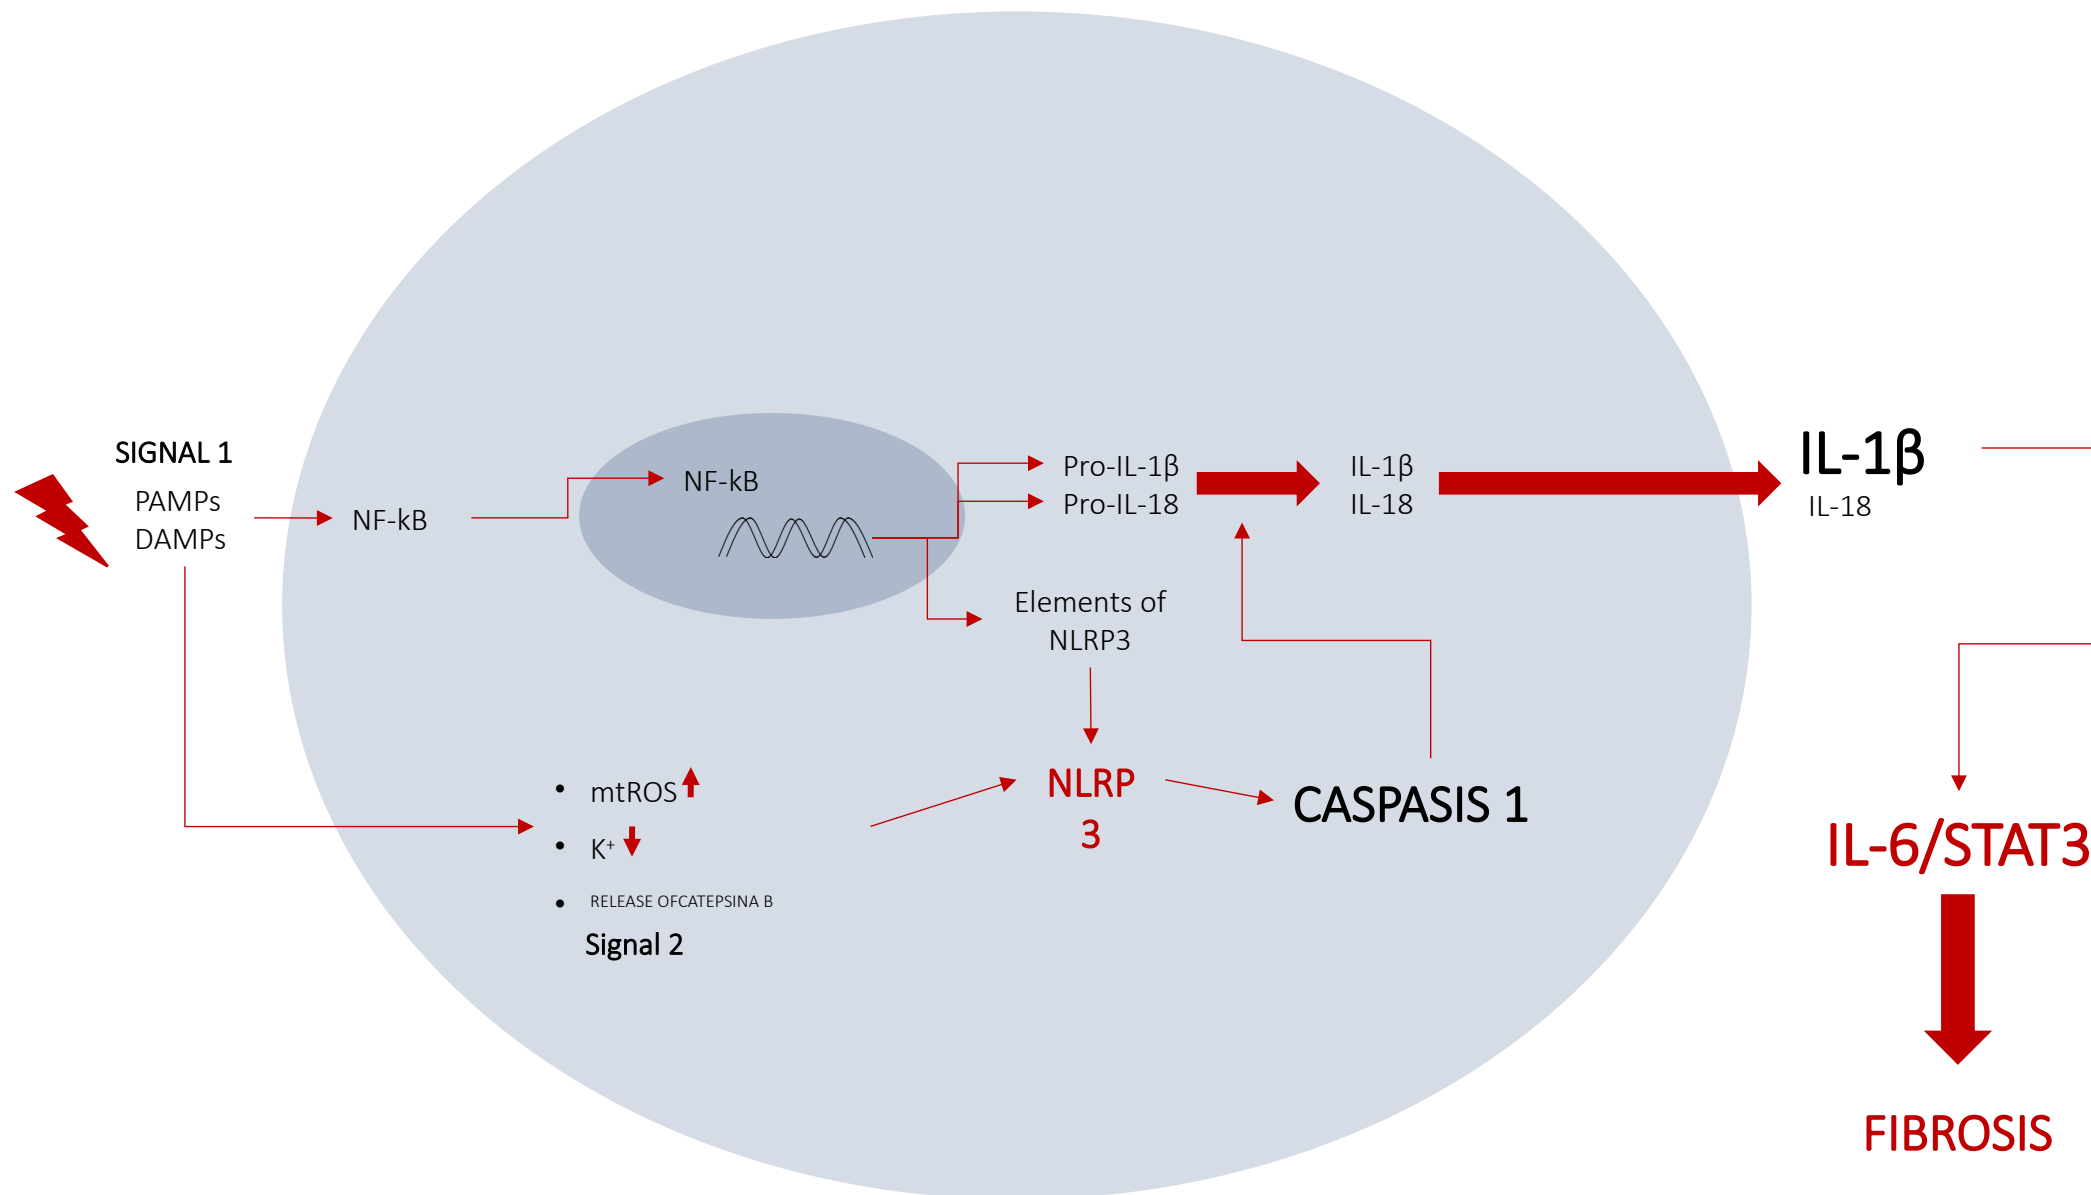 SIGNAL 1
PAMPs
DAMPs
NF-kB
NF-kB
Pro-IL-1β
Pro-IL-18
IL-1β
IL-18
IL-1β
IL-18
Elements of
NLRP3
• mtROS
• K⁺
• RELEASE OFCATEPSINA B
Signal 2
NLRP
3
CASPASIS 1
IL-6/STAT3
FIBROSIS